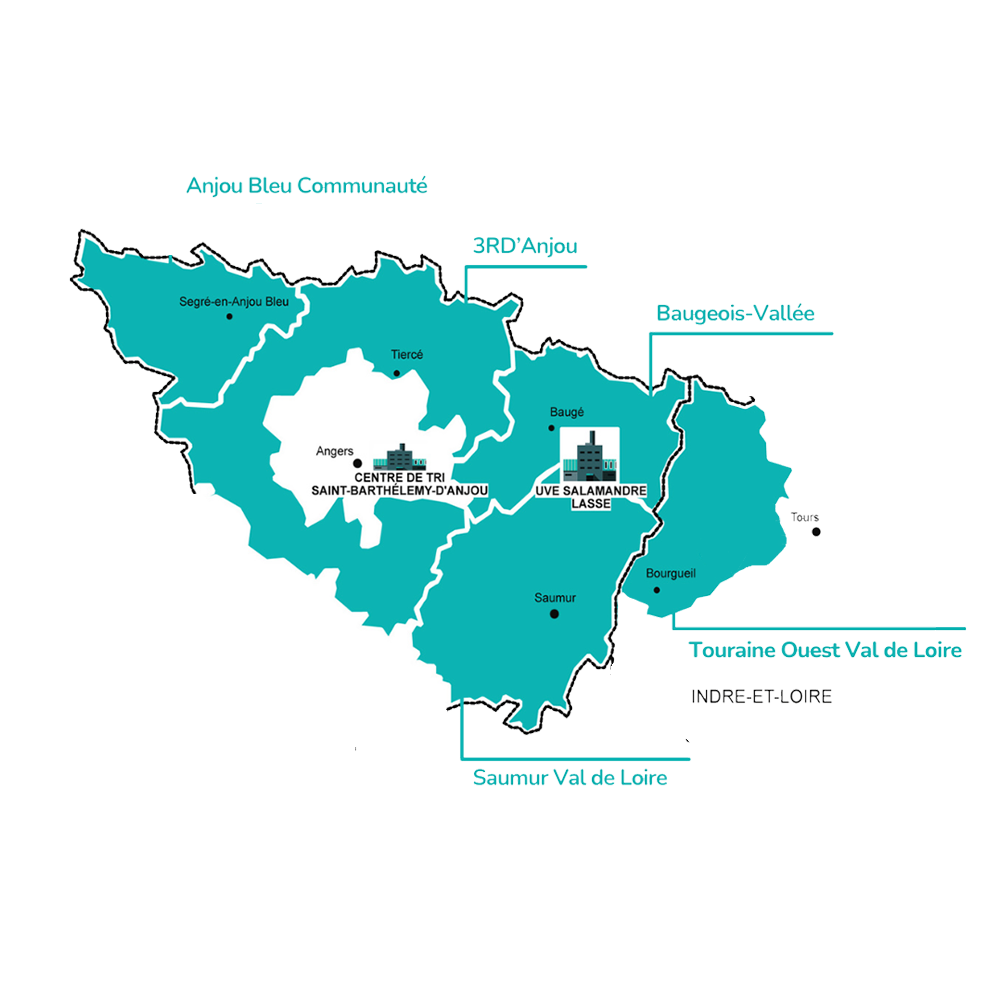 Anjou Bleu Communauté
3RD'Anjou
Baugeois-Vallée
Segré-en-Anjou Bleu
Tiercé
Baugé
Angers
CENTRE DE TRI
SAINT-BARTHÉLEMY-D'ANJOU
UVE SALAMANDRE
LASSE
Tours
Bourgueil
Saumur
Touraine Ouest Val de Loire
INDRE-ET-LOIRE
Saumur Val de Loire